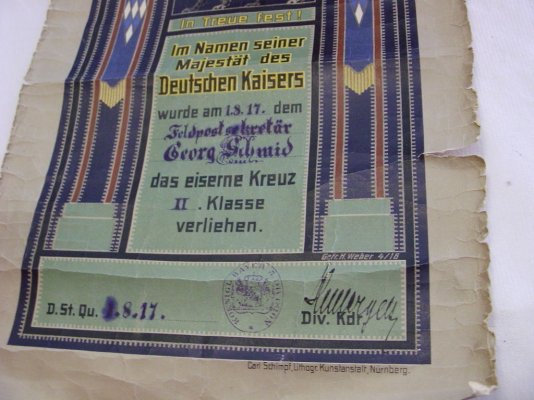 In Treue fest!
Im Namen seiner
Majestät des
Deutschen Kaisers
wurde am 1.8.17. dem
Feldpostsekretär
Georg Schmid
das eiserne Kreuz
II. Klasse
verliehen.
Gefr. H. Weber 4/16
D. St. Qu. 1.8.17.
Div. Kdr.
Carl Schimpf, Lithogr. Kunstanstalt, Nürnberg.